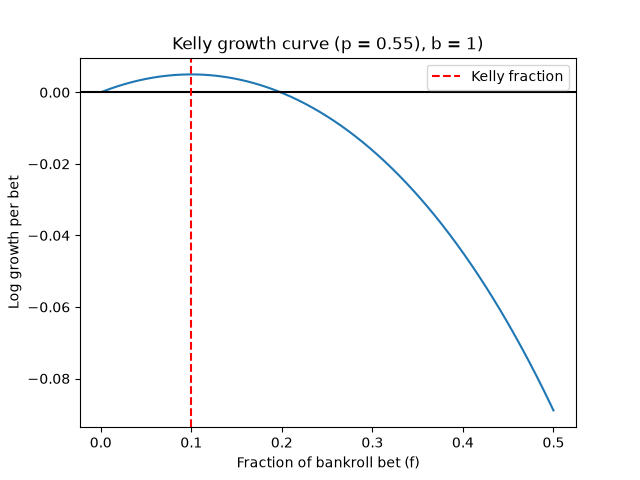 Kelly growth curve (p = 0.55), b = 1)
Kelly fraction
Log growth per bet
0.00
−0.02
−0.04
−0.06
−0.08
0.0 0.1 0.2 0.3 0.4 0.5
Fraction of bankroll bet (f)